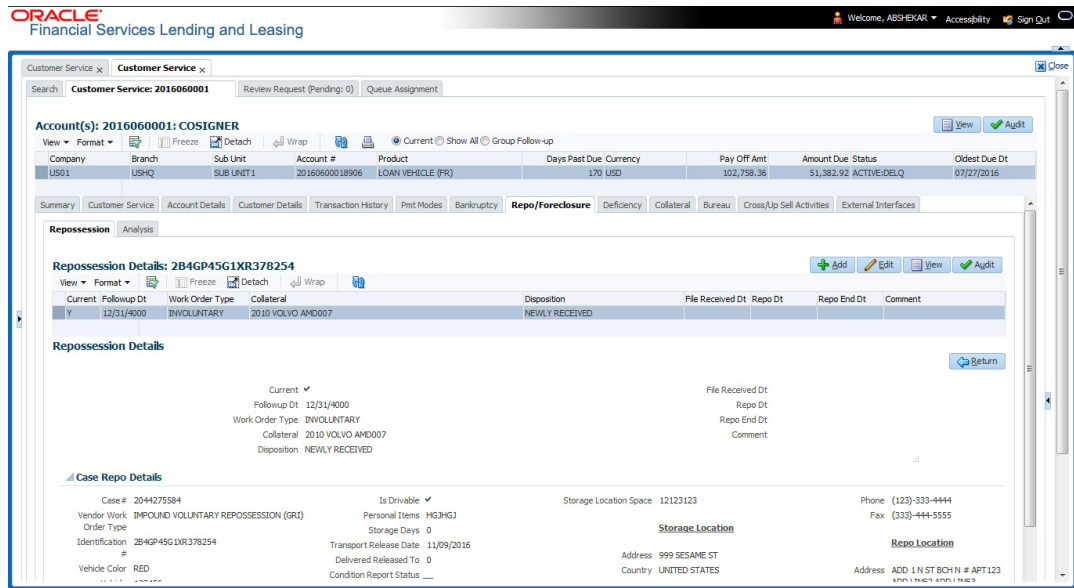 ORACLE
Financial Services Lending and Leasing
Welcome, ABSHEKAR Accessibility Sign Out
Customer Service x Customer Service x Close
Search Customer Service: 2016060001 Review Request (Pending: 0) Queue Assignment
Account(s): 2016060001: COSIGNER View Audit
View Format Freeze Detach Wrap Current Show All Group Follow-up
Company Branch Sub Unit Account # Product Days Past Due Currency Pay Off Amt Amount Due Status Oldest Due Dt
US01 USHQ SUB UNIT1 20160600018906 LOAN VEHICLE (FR) 170 USD 102,758.36 51,382.92 ACTIVE:DELQ 07/27/2016
Summary Customer Service Account Details Customer Details Transaction History Pmt Modes Bankruptcy Repo/Foreclosure Deficiency Collateral Bureau Cross/Up Sell Activities External Interfaces
Repossession Analysis
Repossession Details: 2B4GP45G1XR378254 Add Edit View Audit
View Format Freeze Detach Wrap
Current Followup Dt Work Order Type Collateral Disposition File Received Dt Repo Dt Repo End Dt Comment
Y 12/31/4000 INVOLUNTARY 2010 VOLVO AMD007 NEWLY RECEIVED
Repossession Details
Return
Current File Received Dt
Followup Dt 12/31/4000 Repo Dt
Work Order Type INVOLUNTARY Repo End Dt
Collateral 2010 VOLVO AMD007 Comment
Disposition NEWLY RECEIVED
Case Repo Details
Case # 2044275584 Is Drivable Storage Location Space 12123123 Phone (123)-333-4444
Vendor Work Order Type IMPOUND VOLUNTARY REPOSSESSION (GRI) Personal Items HGJHGJ Fax (333)-444-5555
Storage Days 0 Storage Location
Identification # 2B4GP45G1XR378254 Transport Release Date 11/09/2016 Repo Location
Delivered Released To 0 Address 999 SESAME ST
Vehicle Color RED Condition Report Status __ Country UNITED STATES Address ADD 1 N ST BCH N # APT123